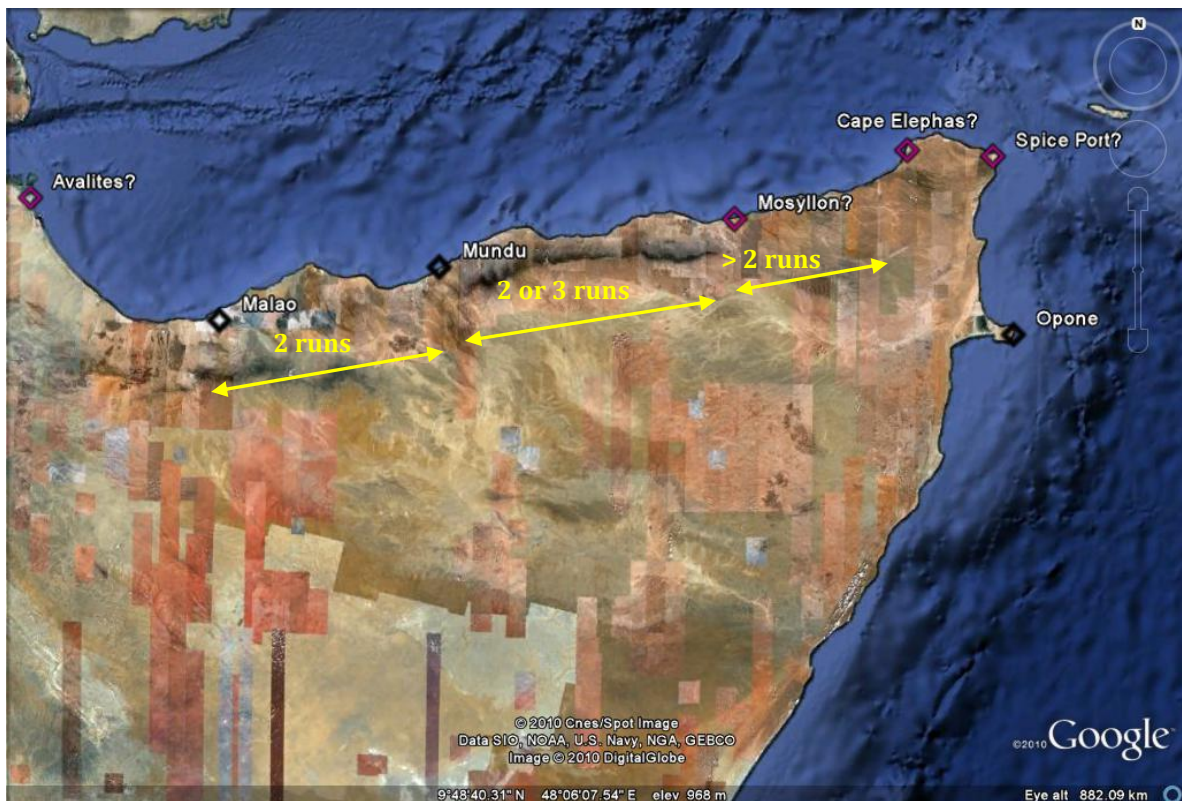 N
Cape Elephas?
Spice Port?
Avalites?
Mosyllon?
Mundu
> 2 runs
2 or 3 runs
Malao
Opone
2 runs
© 2010 Cnes/Spot Image
Data SIO, NOAA, U.S. Navy, NGA, GEBCO
Image © 2010 DigitalGlobe
©2010 Google
9°48'40.31" N 48°06'07.54" E elev 968 m
Eye alt 882.09 km